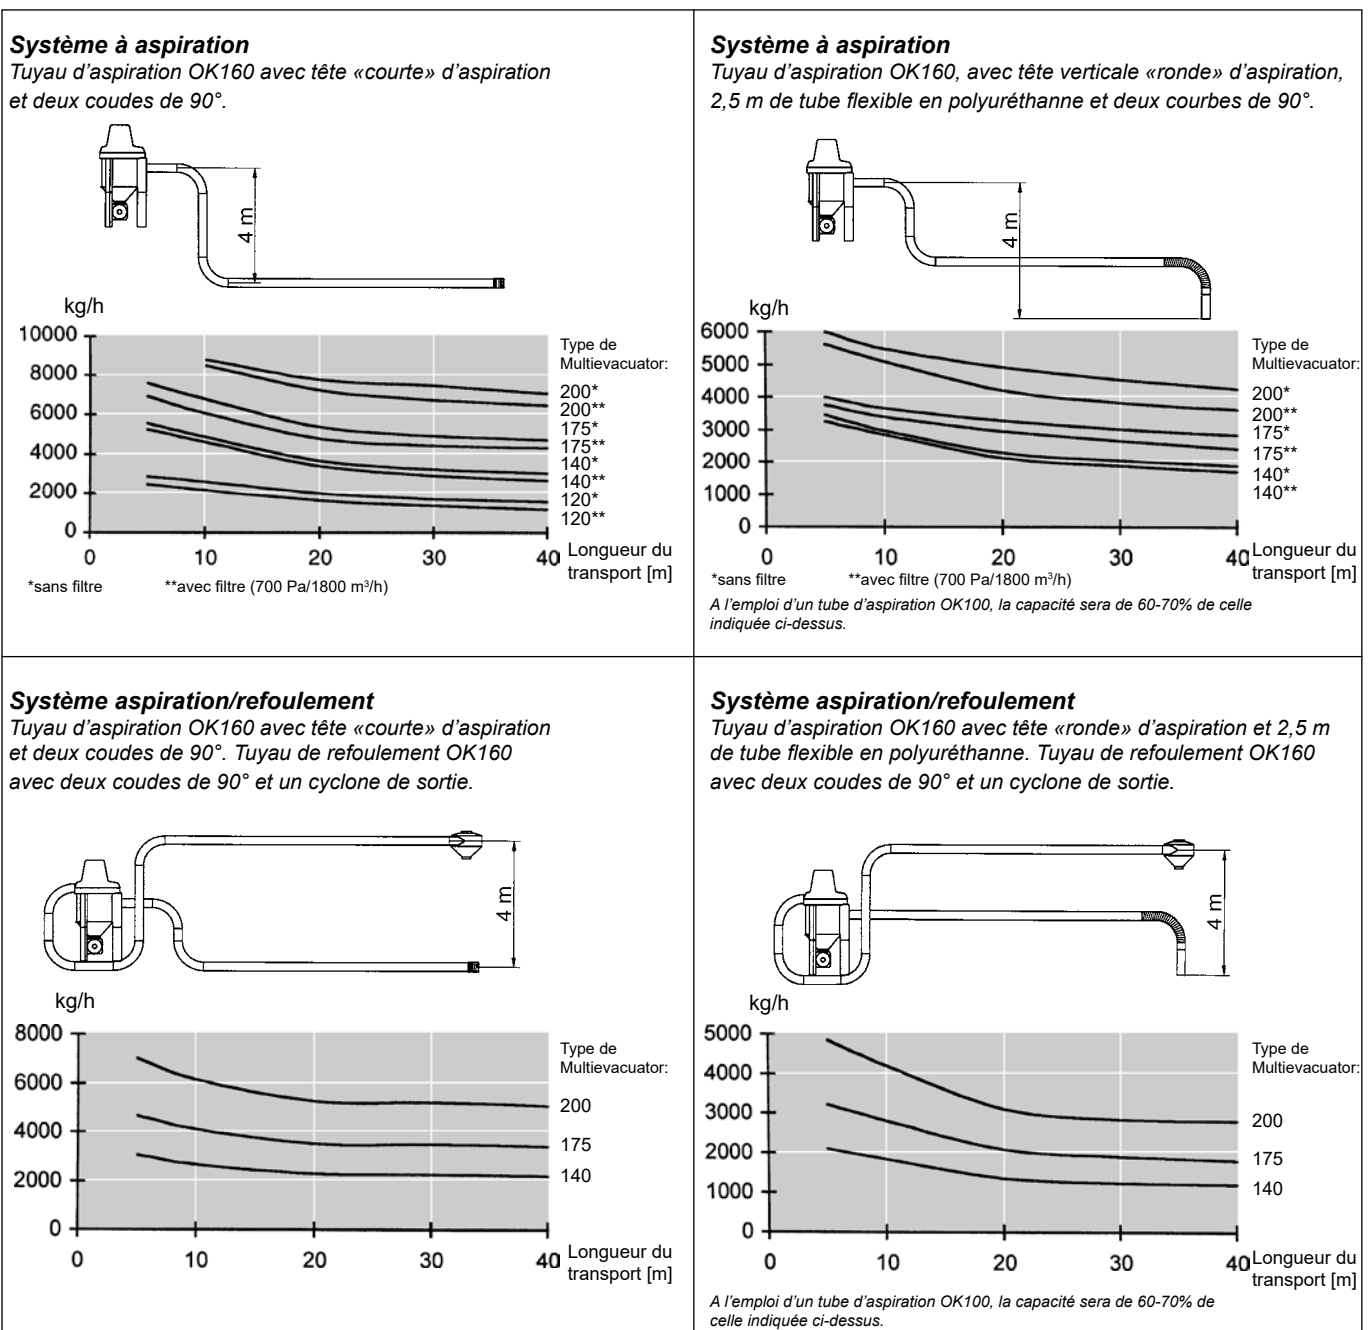 Système à aspiration
Tuyau d’aspiration OK160 avec tête «courte» d’aspiration
et deux coudes de 90°.
4 m
kg/h
10000
8000
6000
4000
2000
0
0 10 20 30 40
Type de
Multievacuator:
200*
200**
175*
175**
140*
140**
120*
120**
Longueur du
transport [m]
*sans filtre **avec filtre (700 Pa/1800 m³/h)
Système à aspiration
Tuyau d’aspiration OK160, avec tête verticale «ronde» d’aspiration,
2,5 m de tube flexible en polyuréthanne et deux courbes de 90°.
4 m
kg/h
6000
5000
4000
3000
2000
1000
0
0 10 20 30 40
Type de
Multievacuator:
200*
200**
175*
175**
140*
140**
Longueur du
transport [m]
*sans filtre **avec filtre (700 Pa/1800 m³/h)
A l’emploi d’un tube d’aspiration OK100, la capacité sera de 60-70% de celle
indiquée ci-dessus.
Système aspiration/refoulement
Tuyau d’aspiration OK160 avec tête «courte» d’aspiration
et deux coudes de 90°. Tuyau de refoulement OK160
avec deux coudes de 90° et un cyclone de sortie.
4 m
kg/h
8000
6000
4000
2000
0
0 10 20 30 40
Type de
Multievacuator:
200
175
140
Longueur du
transport [m]
Système aspiration/refoulement
Tuyau d’aspiration OK160 avec tête «ronde» d’aspiration et 2,5 m
de tube flexible en polyuréthanne. Tuyau de refoulement OK160
avec deux coudes de 90° et un cyclone de sortie.
4 m
kg/h
5000
4000
3000
2000
1000
0
0 10 20 30 40
Type de
Multievacuator:
200
175
140
Longueur du
transport [m]
A l’emploi d’un tube d’aspiration OK100, la capacité sera de 60-70% de
celle indiquée ci-dessus.